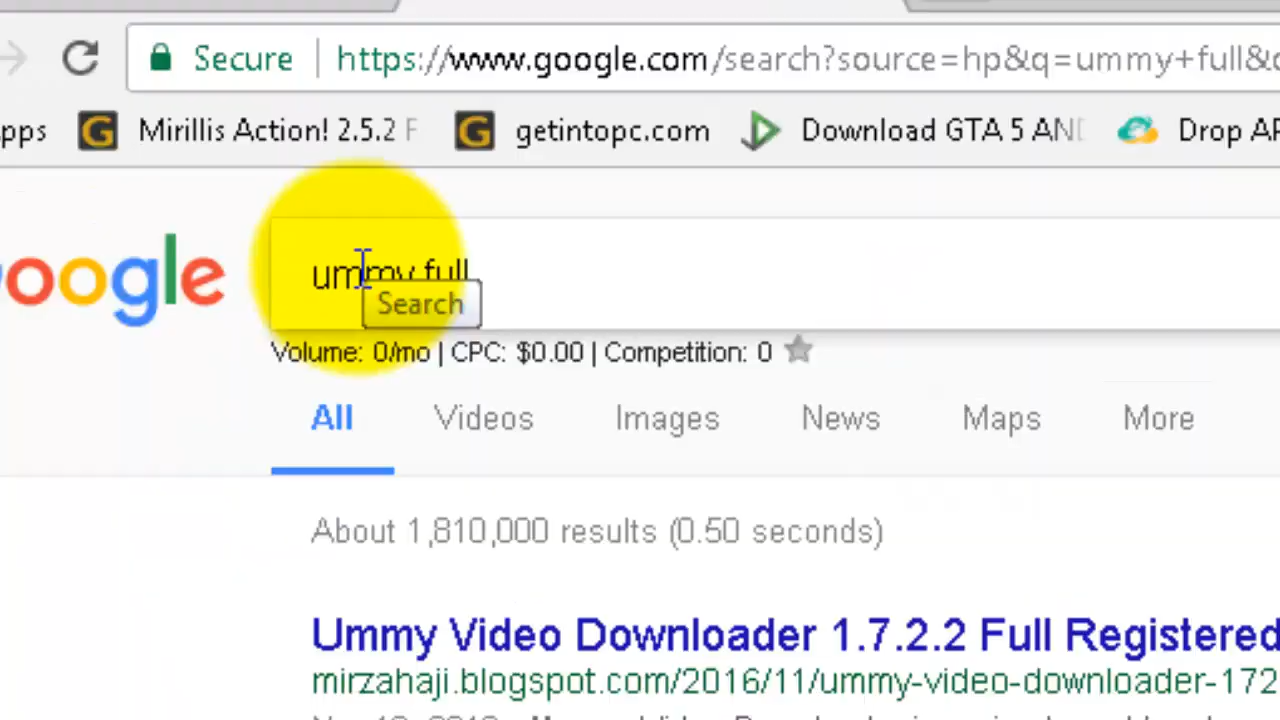 Secure | https://www.google.com/search?source=hp&q=ummy+full&
pps Mirillis Action! 2.5.2 F getintopc.com Download GTA 5 AND Drop AP
oogle ummy full
Search
Volume: 0/mo | CPC: $0.00 | Competition: 0
All Videos Images News Maps More
About 1,810,000 results (0.50 seconds)
Ummy Video Downloader 1.7.2.2 Full Registered
mirzahaji.blogspot.com/2016/11/ummy-video-downloader-172